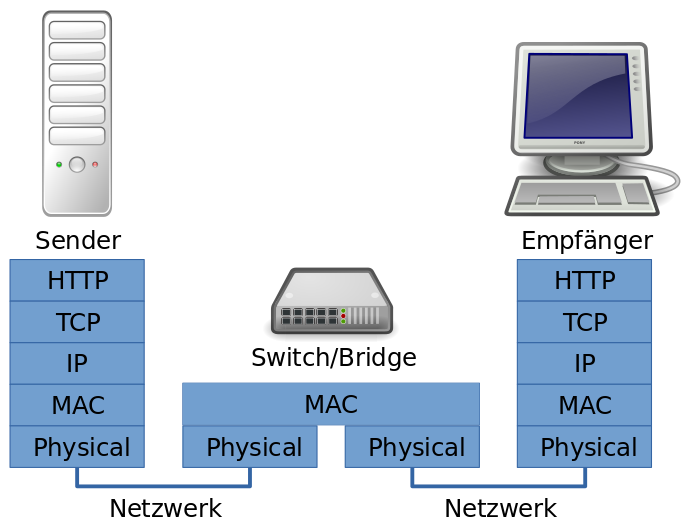 Sender
HTTP
TCP
IP
MAC
Physical
Switch/Bridge
MAC
Physical
Physical
Empfänger
HTTP
TCP
IP
MAC
Physical
Netzwerk
Netzwerk